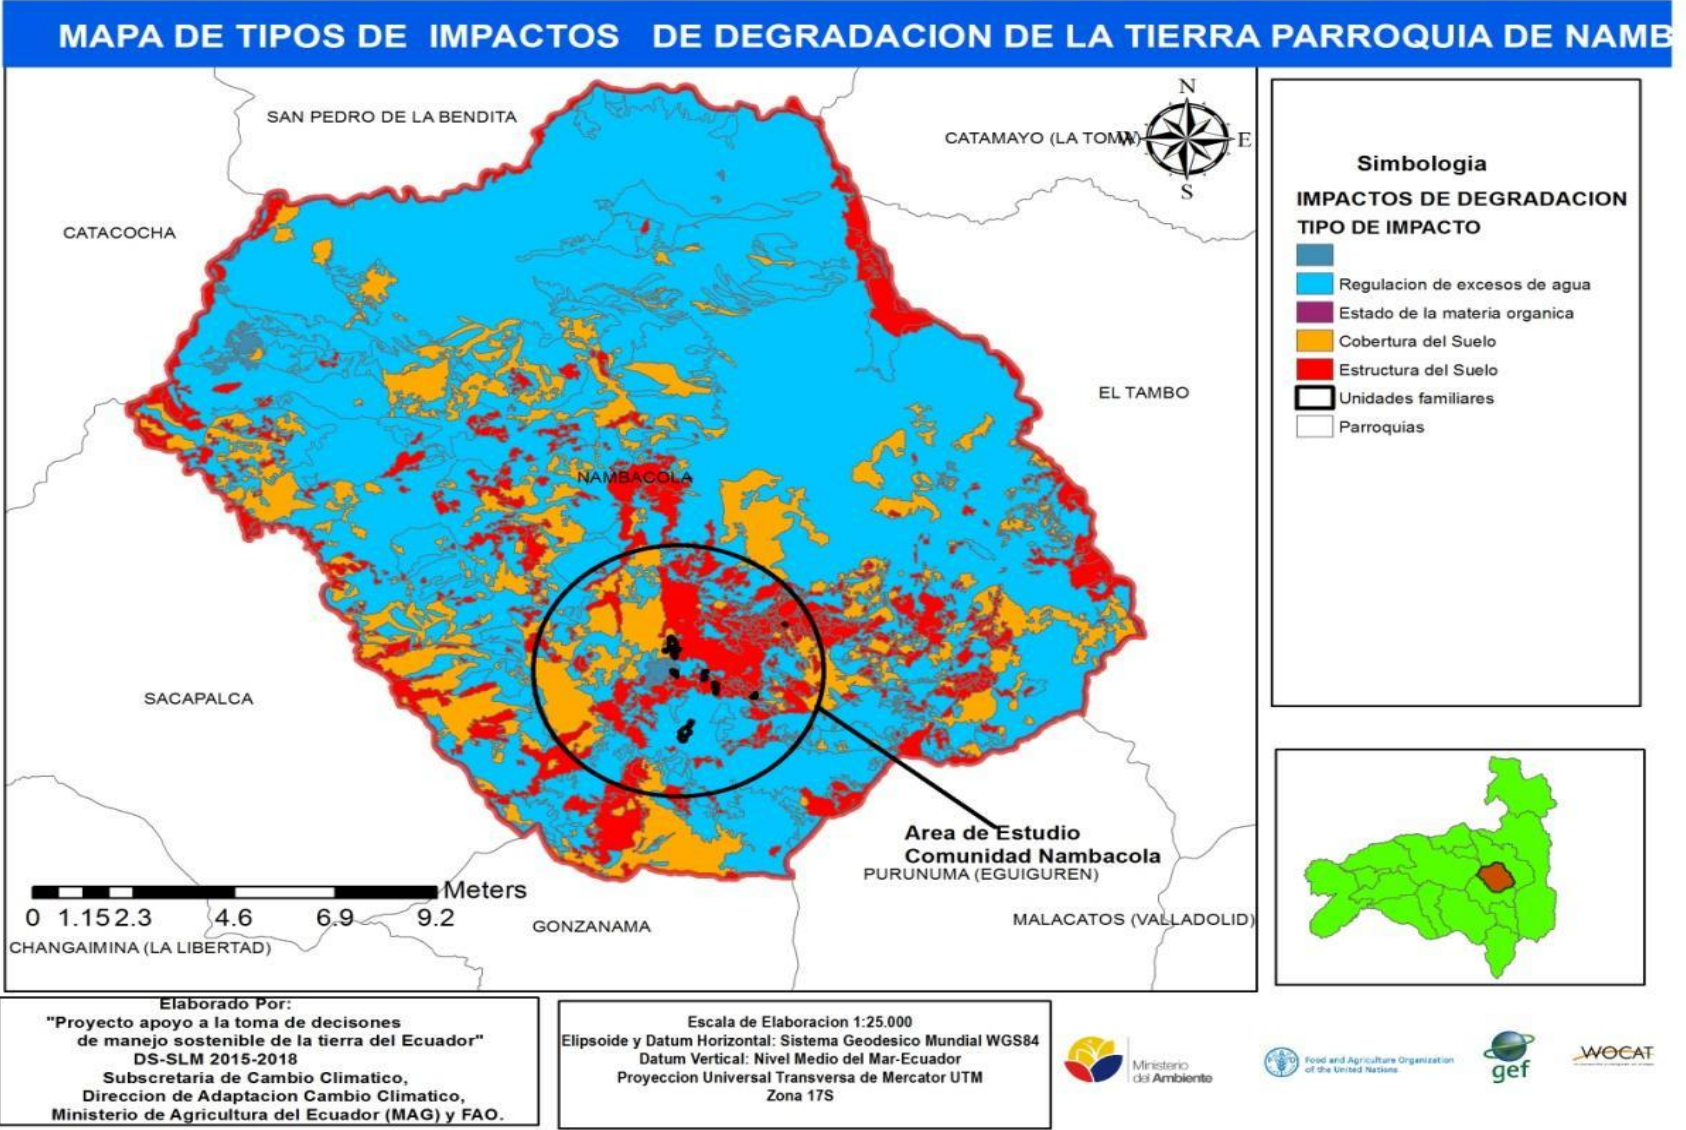 MAPA DE TIPOS DE IMPACTOS DE DEGRADACION DE LA TIERRA PARROQUIA DE NAMB
SAN PEDRO DE LA BENDITA
CATAMAYO (LA TOMA)
N
W
E
S
CATACOCHA
EL TAMBO
NAMBACOLA
SACAPALCA
Area de Estudio
Comunidad Nambacola
PURUNUMA (EGUIGUREN)
MALACATOS (VALLADOLID)
GONZANAMA
CHANGAIMINA (LA LIBERTAD)
Meters
0 1.15 2.3 4.6 6.9 9.2
Simbologia
IMPACTOS DE DEGRADACION
TIPO DE IMPACTO
Regulacion de excesos de agua
Estado de la materia organica
Cobertura del Suelo
Estructura del Suelo
Unidades familiares
Parroquias
Elaborado Por:
"Proyecto apoyo a la toma de decisones
de manejo sostenible de la tierra del Ecuador"
DS-SLM 2015-2018
Subscretaria de Cambio Climatico,
Direccion de Adaptacion Cambio Climatico,
Ministerio de Agricultura del Ecuador (MAG) y FAO.
Escala de Elaboracion 1:25.000
Elipsoide y Datum Horizontal: Sistema Geodesico Mundial WGS84
Datum Vertical: Nivel Medio del Mar-Ecuador
Proyeccion Universal Transversa de Mercator UTM
Zona 17S
Ministerio
del Ambiente
Food and Agriculture Organization
of the United Nations
gef
WOCAT